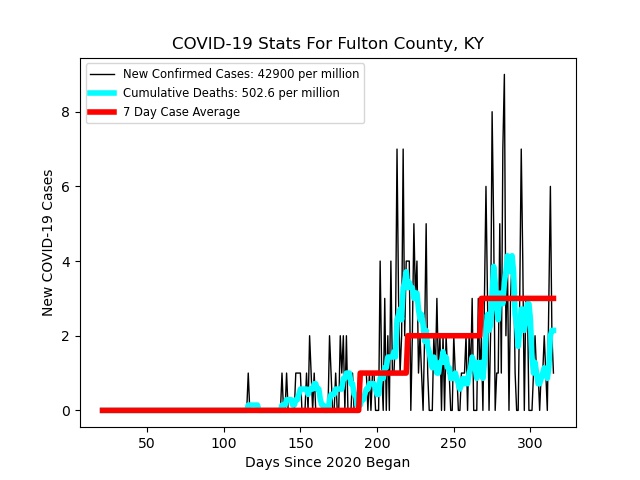 COVID-19 Stats For Fulton County, KY
New Confirmed Cases: 42900 per million
Cumulative Deaths: 502.6 per million
7 Day Case Average
New COVID-19 Cases
8
6
4
2
0
50 100 150 200 250 300
Days Since 2020 Began